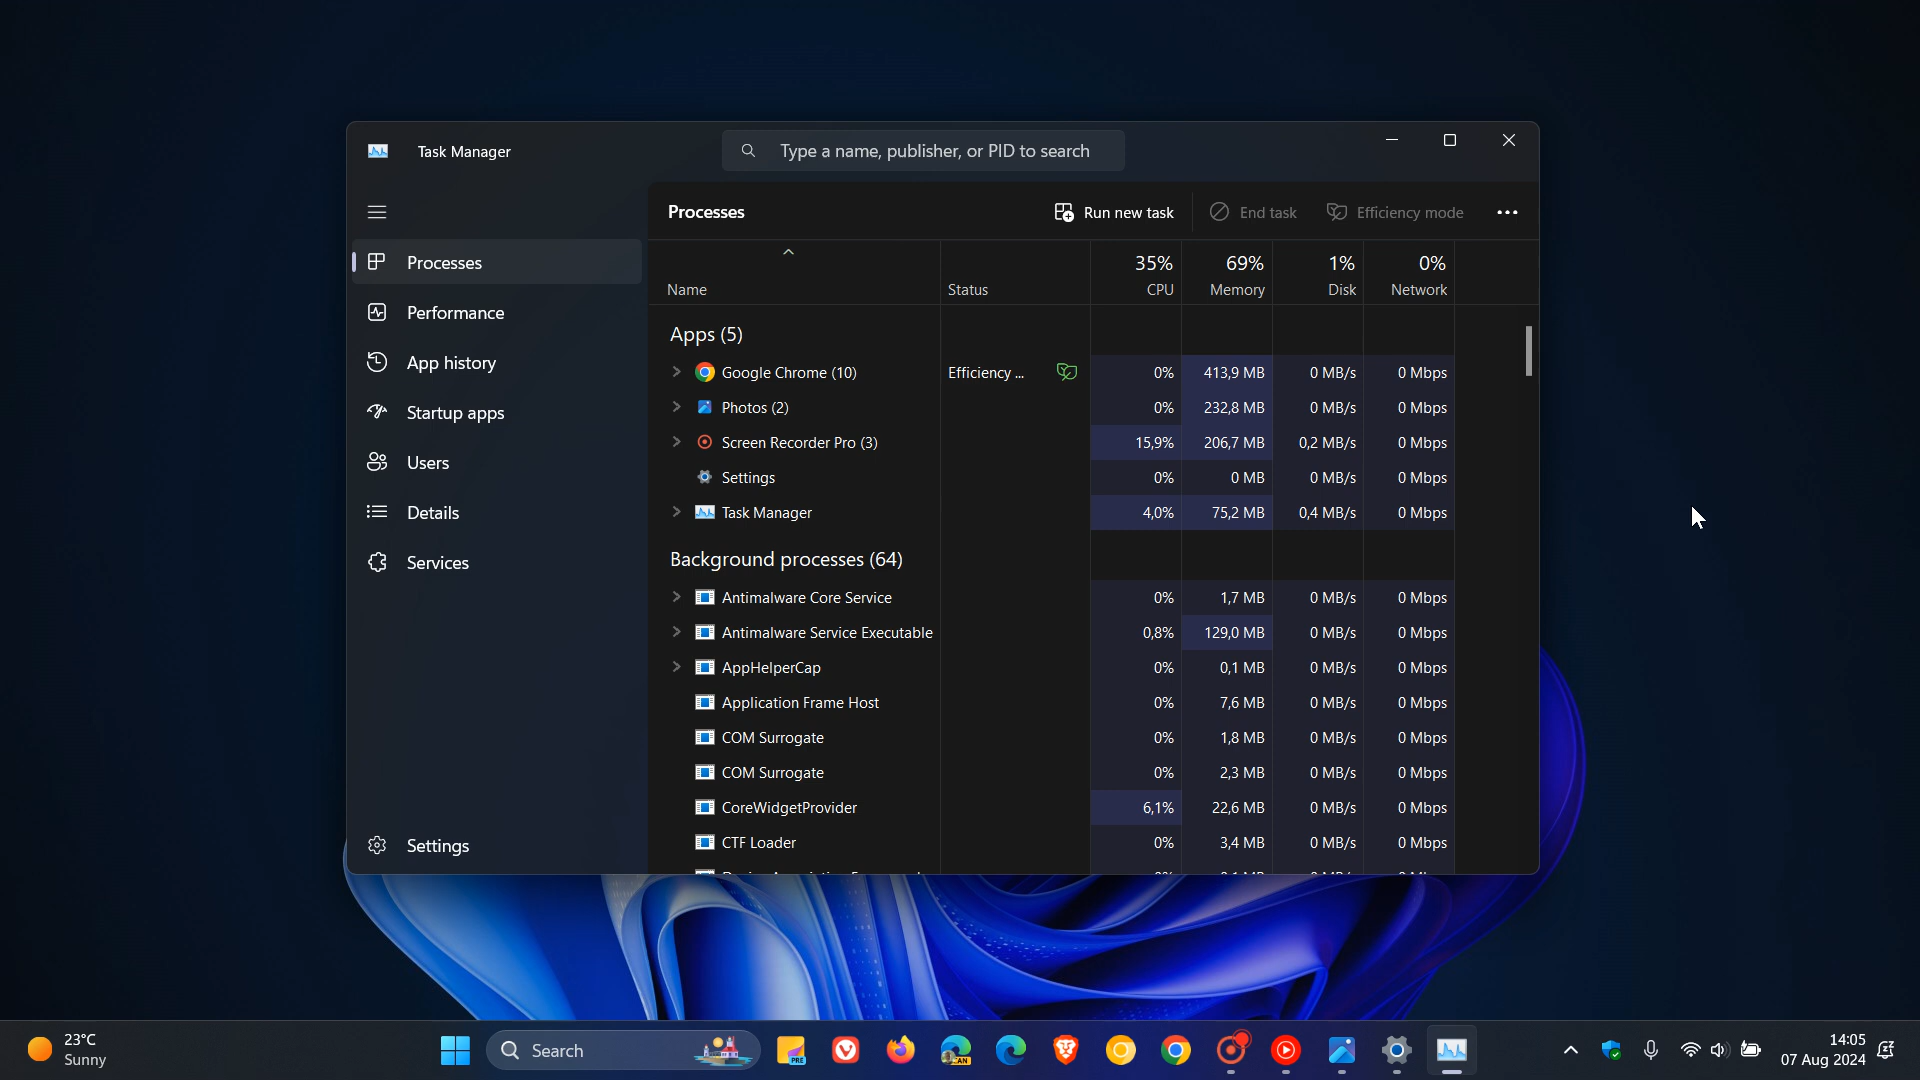 Task Manager
Type a name, publisher, or PID to search
Processes
Run new task
End task
Efficiency mode
Processes
Performance
App history
Startup apps
Users
Details
Services
Settings
35% 69% 1% 0%
Name Status CPU Memory Disk Network
Apps (5)
Google Chrome (10) Efficiency ... 0% 413,9 MB 0 MB/s 0 Mbps
Photos (2) 0% 232,8 MB 0 MB/s 0 Mbps
Screen Recorder Pro (3) 15,9% 206,7 MB 0,2 MB/s 0 Mbps
Settings 0% 0 MB 0 MB/s 0 Mbps
Task Manager 4,0% 75,2 MB 0,4 MB/s 0 Mbps
Background processes (64)
Antimalware Core Service 0% 1,7 MB 0 MB/s 0 Mbps
Antimalware Service Executable 0,8% 129,0 MB 0 MB/s 0 Mbps
AppHelperCap 0% 0,1 MB 0 MB/s 0 Mbps
Application Frame Host 0% 7,6 MB 0 MB/s 0 Mbps
COM Surrogate 0% 1,8 MB 0 MB/s 0 Mbps
COM Surrogate 0% 2,3 MB 0 MB/s 0 Mbps
CoreWidgetProvider 6,1% 22,6 MB 0 MB/s 0 Mbps
CTF Loader 0% 3,4 MB 0 MB/s 0 Mbps
23°C
Sunny
Search
PRE
CAN
14:05
07 Aug 2024